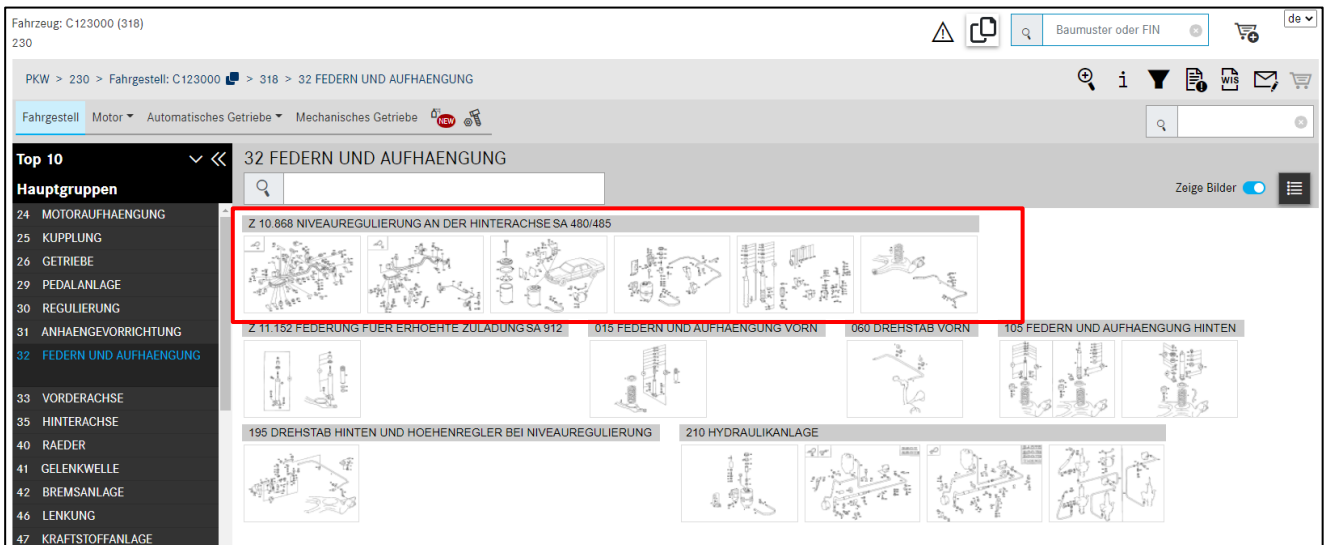 Fahrzeug: C123000 (318)
230
Baumuster oder FIN
de
PKW > 230 > Fahrgestell: C123000 > 318 > 32 FEDERN UND AUFHAENGUNG
i
WIS
Fahrgestell Motor Automatisches Getriebe Mechanisches Getriebe NEW
Top 10
Hauptgruppen
24 MOTORAUFHAENGUNG
25 KUPPLUNG
26 GETRIEBE
29 PEDALANLAGE
30 REGULIERUNG
31 ANHAENGEVORRICHTUNG
32 FEDERN UND AUFHAENGUNG
33 VORDERACHSE
35 HINTERACHSE
40 RAEDER
41 GELENKWELLE
42 BREMSANLAGE
46 LENKUNG
47 KRAFTSTOFFANLAGE
32 FEDERN UND AUFHAENGUNG
Zeige Bilder
Z 10.868 NIVEAUREGULIERUNG AN DER HINTERACHSE SA 480/485
Z 11.152 FEDERUNG FUER ERHOEHTE ZULADUNG SA 912
015 FEDERN UND AUFHAENGUNG VORN
060 DREHSTAB VORN
105 FEDERN UND AUFHAENGUNG HINTEN
195 DREHSTAB HINTEN UND HOEHENREGLER BEI NIVEAUREGULIERUNG
210 HYDRAULIKANLAGE